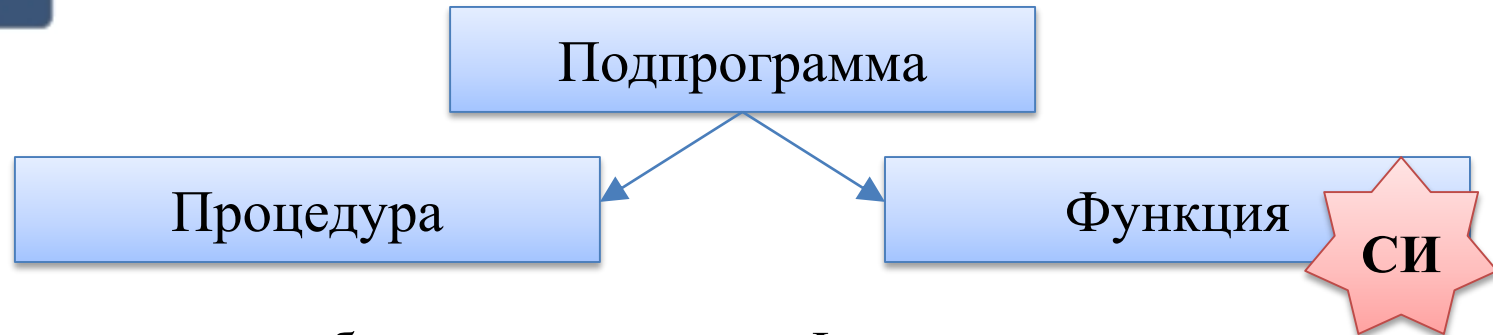 Подпрограмма
Процедура
Функция
СИ